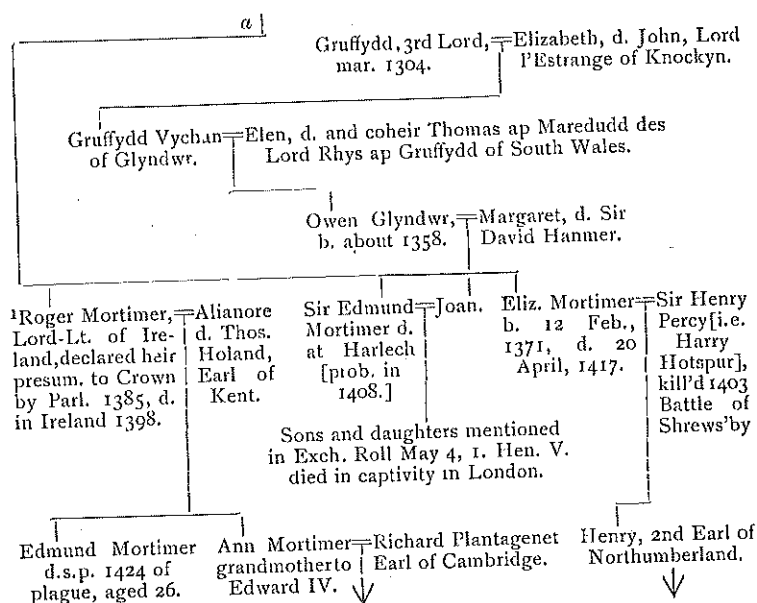 a
Gruffydd, 3rd Lord, = Elizabeth, d. John, Lord
mar. 1304. l'Estrange of Knockyn.
Gruffydd Vychan = Elen, d. and coheir Thomas ap Maredudd des
of Glyndwr. Lord Rhys ap Gruffydd of South Wales.
Owen Glyndwr, = Margaret, d. Sir
b. about 1358. David Hanmer.
¹Roger Mortimer, =
Lord-Lt. of Ire-
land, declared heir
presum. to Crown
by Parl. 1385, d.
in Ireland 1398.
Alianore
d. Thos.
Holand,
Earl of
Kent.
Sir Edmund = Joan.
Mortimer d.
at Harlech
[prob. in
1408.]
Eliz. Mortimer =
b. 12 Feb.,
1371, d. 20
April, 1417.
Sir Henry
Percy [i.e.
Harry
Hotspur],
kill'd 1403
Battle of
Shrews'by
Sons and daughters mentioned
in Exch. Roll May 4, 1. Hen. V.
died in captivity in London.
Edmund Mortimer
d.s.p. 1424 of
plague, aged 26.
Ann Mortimer = Richard Plantagenet
grandmother to Earl of Cambridge.
Edward IV.
Henry, 2nd Earl of
Northumberland.